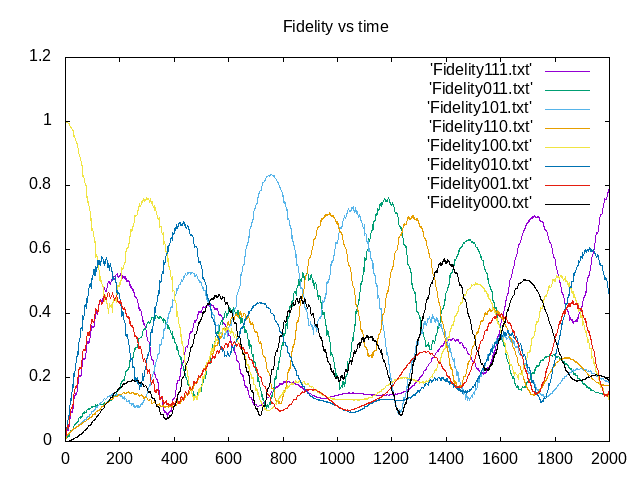 Fidelity vs time
1.2
1
0.8
0.6
0.4
0.2
0
0 200 400 600 800 1000 1200 1400 1600 1800 2000
'Fidelity111.txt'
'Fidelity011.txt'
'Fidelity101.txt'
'Fidelity110.txt'
'Fidelity100.txt'
'Fidelity010.txt'
'Fidelity001.txt'
'Fidelity000.txt'